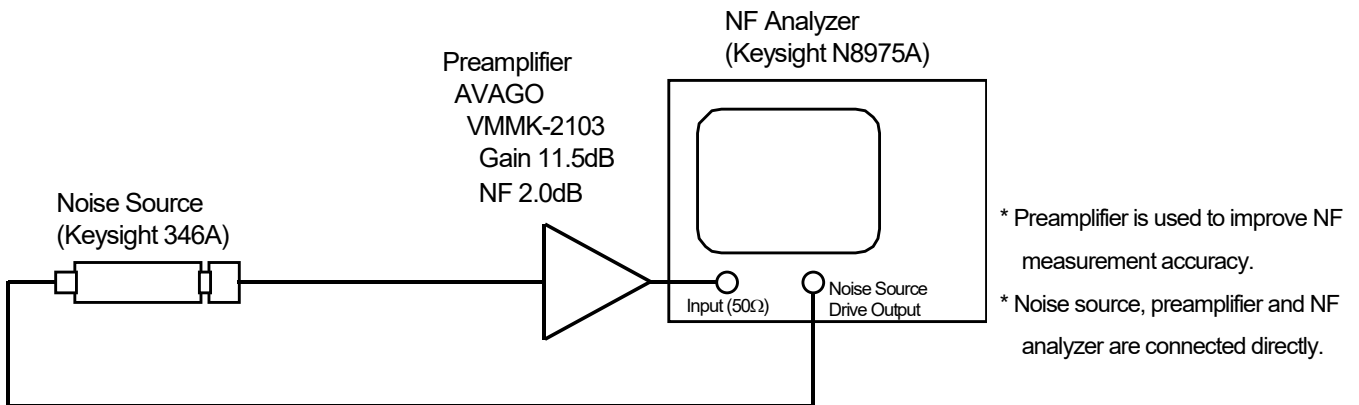 NF Analyzer
(Keysight N8975A)
Preamplifier
AVAGO
VMMK-2103
Gain 11.5dB
NF 2.0dB
Noise Source
(Keysight 346A)
Input (50Ω)
Noise Source
Drive Output
* Preamplifier is used to improve NF
measurement accuracy.
* Noise source, preamplifier and NF
analyzer are connected directly.